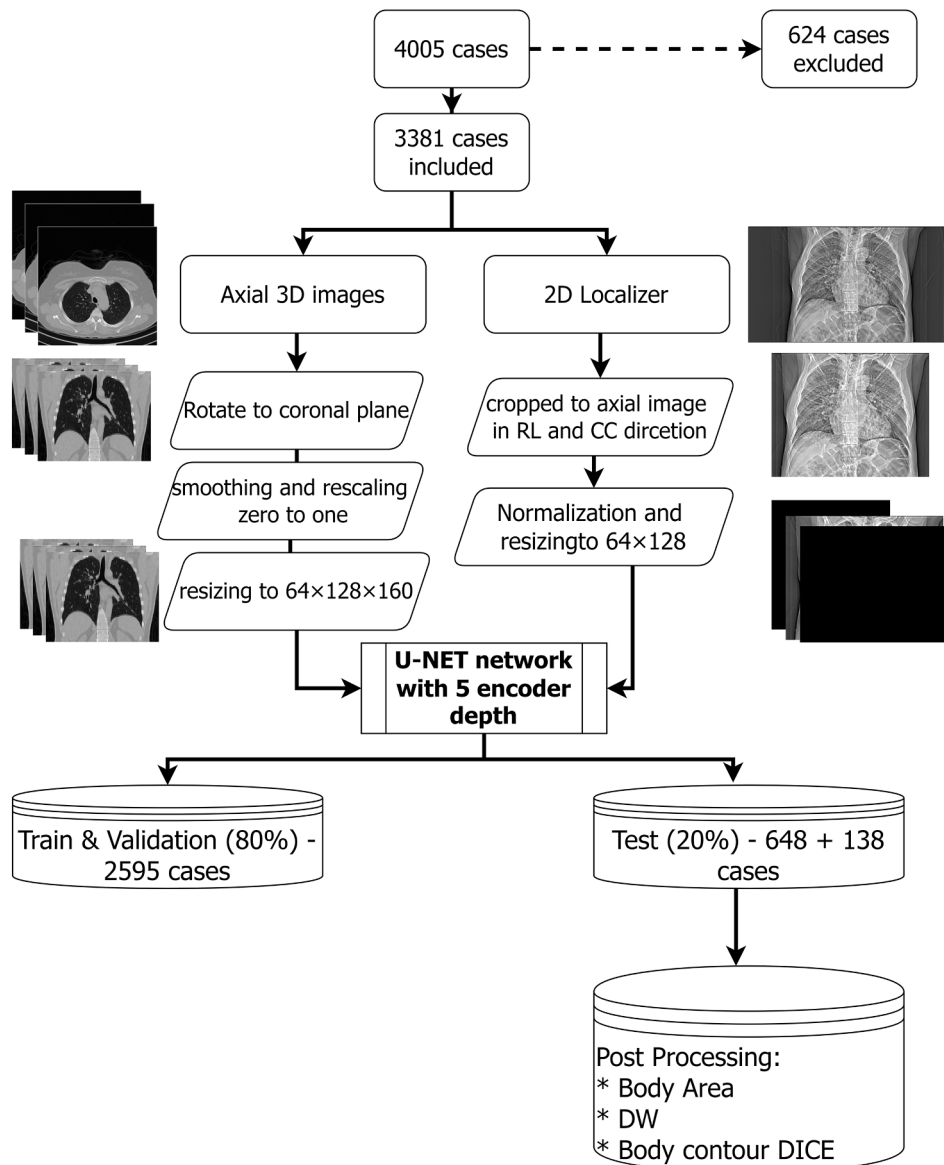 4005 cases
624 cases
excluded
3381 cases
included
Axial 3D images
2D Localizer
Rotate to coronal plane
cropped to axial image
in RL and CC dircetion
smoothing and rescaling
zero to one
Normalization and
resizingto 64×128
resizing to 64×128×160
U-NET network
with 5 encoder
depth
Train & Validation (80%) -
2595 cases
Test (20%) - 648 + 138
cases
Post Processing:
* Body Area
* DW
* Body contour DICE